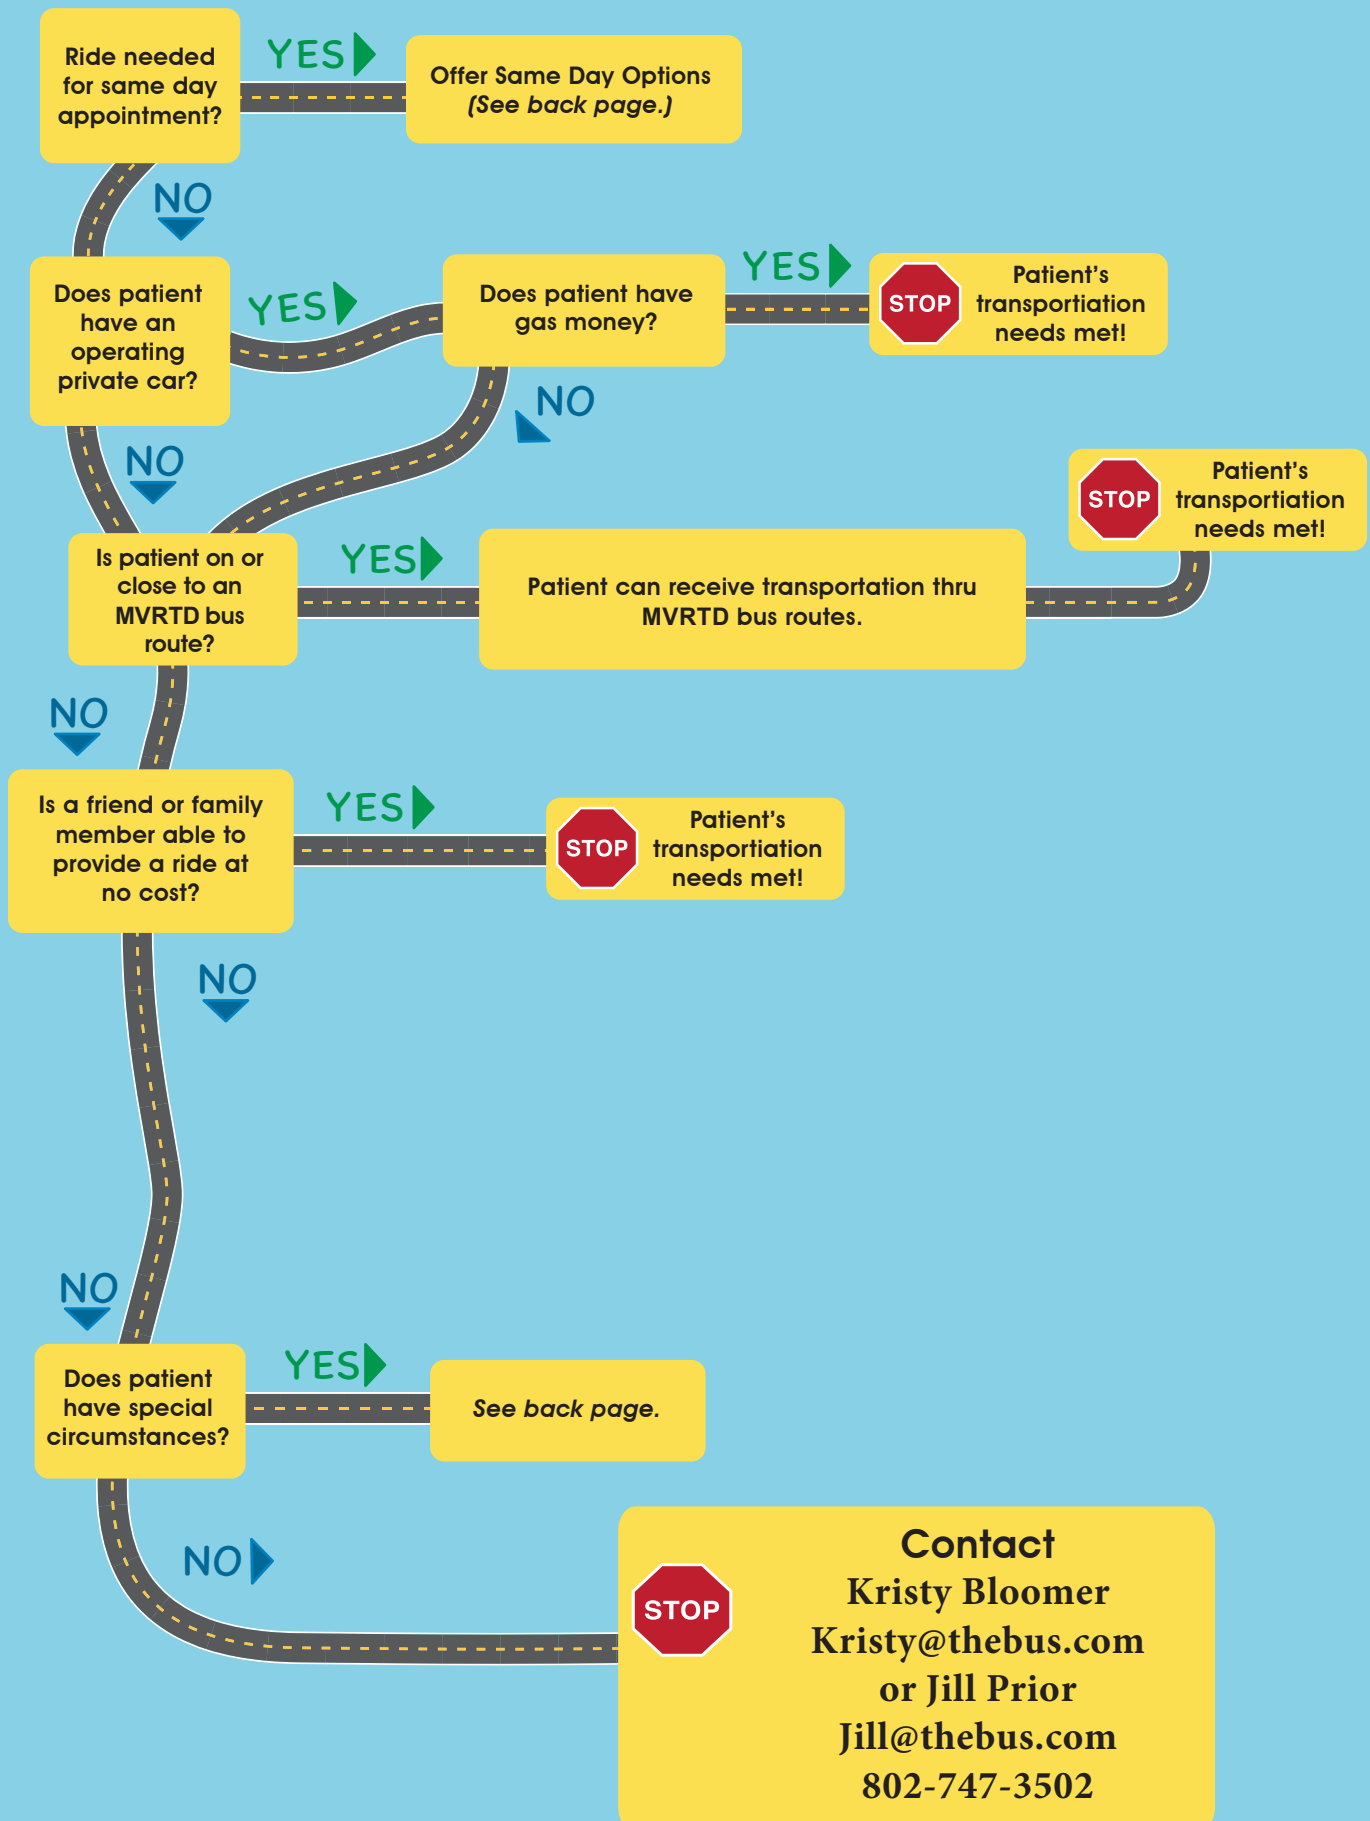 Ride needed
for same day
appointment?
YES
Offer Same Day Options
(See back page.)
NO
Does patient
have an
operating
private car?
YES
Does patient have
gas money?
YES
STOP
Patient's
transportiation
needs met!
NO
NO
Is patient on or
close to an
MVRTD bus
route?
YES
Patient can receive transportation thru
MVRTD bus routes.
STOP
Patient's
transportiation
needs met!
NO
Is a friend or family
member able to
provide a ride at
no cost?
YES
STOP
Patient's
transportiation
needs met!
NO
NO
Does patient
have special
circumstances?
YES
See back page.
NO
STOP
Contact
Kristy Bloomer
Kristy@thebus.com
or Jill Prior
Jill@thebus.com
802-747-3502